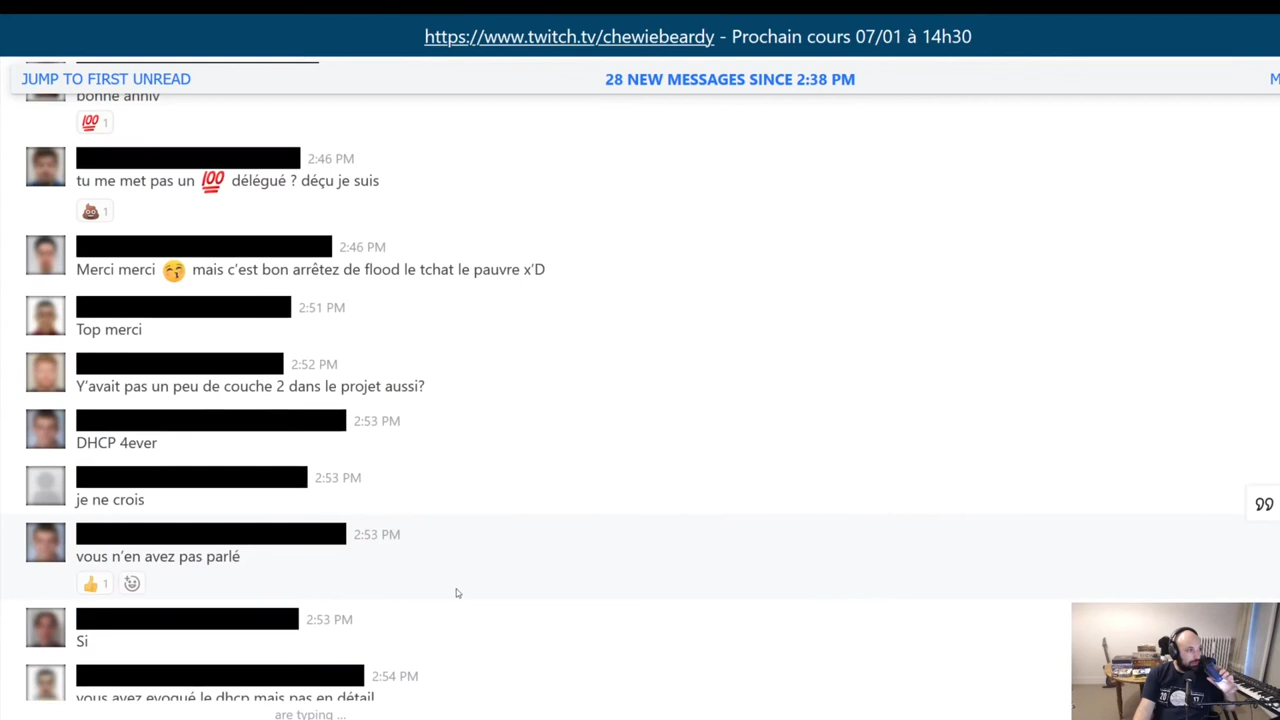 https://www.twitch.tv/chewiebeardy - Prochain cours 07/01 à 14h30
JUMP TO FIRST UNREAD
28 NEW MESSAGES SINCE 2:38 PM
bonne anniv
💯 1
2:46 PM
tu me met pas un 💯 délégué ? déçu je suis
💩 1
2:46 PM
Merci merci 😙 mais c'est bon arrêtez de flood le tchat le pauvre x'D
2:51 PM
Top merci
2:52 PM
Y'avait pas un peu de couche 2 dans le projet aussi?
2:53 PM
DHCP 4ever
2:53 PM
je ne crois
2:53 PM
vous n'en avez pas parlé
👍 1
2:53 PM
Si
2:54 PM
vous avez evoqué le dhcp mais pas en détail
are typing ...